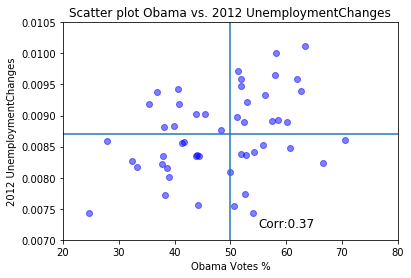 Scatter plot Obama vs. 2012 UnemploymentChanges
0.0105
0.0100
0.0095
0.0090
0.0085
0.0080
0.0075
0.0070
2012 UnemploymentChanges
Corr:0.37
20 30 40 50 60 70 80
Obama Votes %